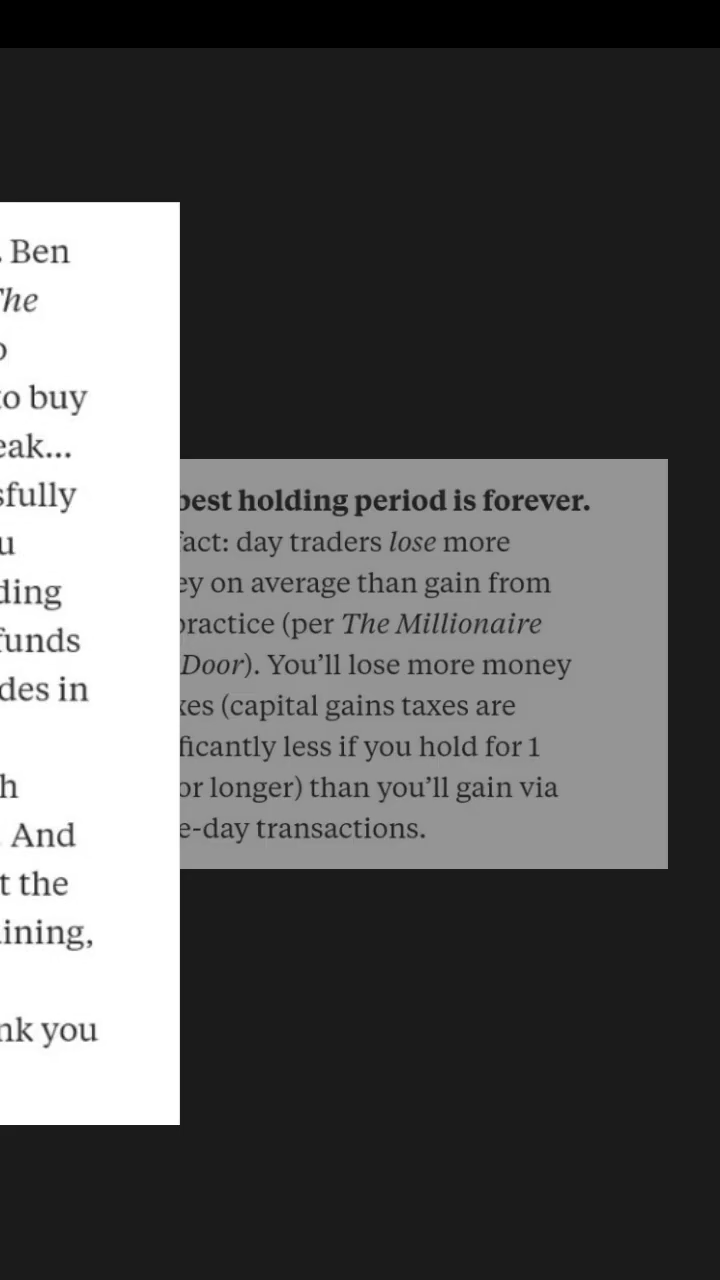 . Ben
The
to buy
eak...
sfully
u
ding
funds
des in
h
. And
t the
ining,
nk you
best holding period is forever.
fact: day traders lose more
ey on average than gain from
practice (per The Millionaire
Door). You’ll lose more money
xes (capital gains taxes are
ficantly less if you hold for 1
or longer) than you’ll gain via
e-day transactions.